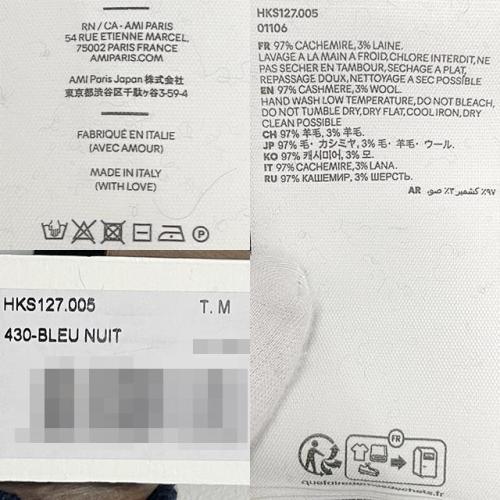 RN / CA - AMI PARIS
54 RUE ETIENNE MARCEL,
75002 PARIS FRANCE
AMIPARIS.COM
AMI Paris Japan 株式会社
東京都渋谷区千駄ヶ谷3-59-4
FABRIQUÉ EN ITALIE
(AVEC AMOUR)
MADE IN ITALY
(WITH LOVE)
P
HKS127.005
01106
FR 97% CACHEMIRE, 3% LAINE.
LAVAGE A LA MAIN A FROID, CHLORE INTERDIT, NE
PAS SECHER EN TAMBOUR, SECHAGE A PLAT,
REPASSAGE DOUX, NETTOYAGE A SEC POSSIBLE
EN 97% CASHMERE, 3% WOOL.
HAND WASH LOW TEMPERATURE, DO NOT BLEACH,
DO NOT TUMBLE DRY, DRY FLAT, COOL IRON, DRY
CLEAN POSSIBLE
CH 97% 羊毛, 3% 羊毛.
JP 97% 毛・カシミヤ, 3% 毛・羊毛・ウール.
KO 97% 캐시미어, 3% 모.
IT 97% CACHEMIRE, 3% LANA.
RU 97% КАШЕМИР, 3% ШЕРСТЬ.
AR ٩٧٪ كشمير ٣٪ صو.
HKS127.005 T. M
430-BLEU NUIT
FR
quefairedemesdechets.fr